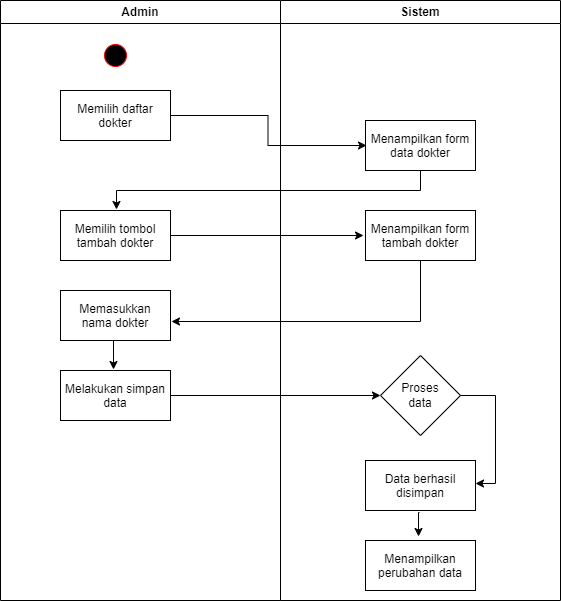 Admin
Sistem
Memilih daftar
dokter
Menampilkan form
data dokter
Memilih tombol
tambah dokter
Menampilkan form
tambah dokter
Memasukkan
nama dokter
Melakukan simpan
data
Proses
data
Data berhasil
disimpan
Menampilkan
perubahan data